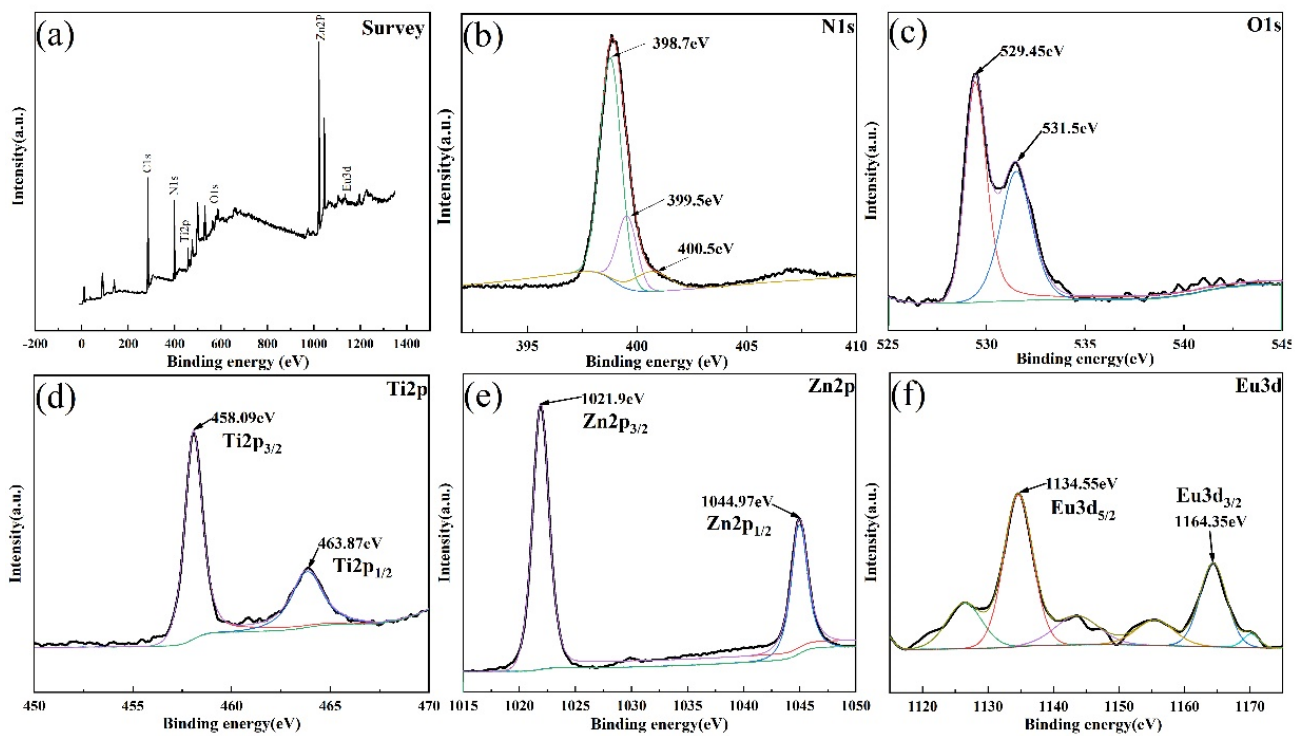 (a)
Survey
Zn2P
C1s
N1s
Ti2p
O1s
Eu3d
Intensity(a.u.)
-200 0 200 400 600 800 1000 1200 1400
Binding energy (eV)
(b)
N1s
398.7eV
399.5eV
400.5eV
Intensity(a.u.)
395 400 405 410
Binding energy(eV)
(c)
O1s
529.45eV
531.5eV
Intensity(a.u.)
525 530 535 540 545
Binding energy(eV)
(d)
Ti2p
458.09eV
Ti2p3/2
463.87eV
Ti2p1/2
Intensity(a.u.)
450 455 460 465 470
Binding energy(eV)
(e)
Zn2p
1021.9eV
Zn2p3/2
1044.97eV
Zn2p1/2
Intensity(a.u.)
1015 1020 1025 1030 1035 1040 1045 1050
Binding energy(eV)
(f)
Eu3d
1134.55eV
Eu3d5/2
Eu3d3/2
1164.35eV
Intensity(a.u.)
1120 1130 1140 1150 1160 1170
Binding energy(eV)